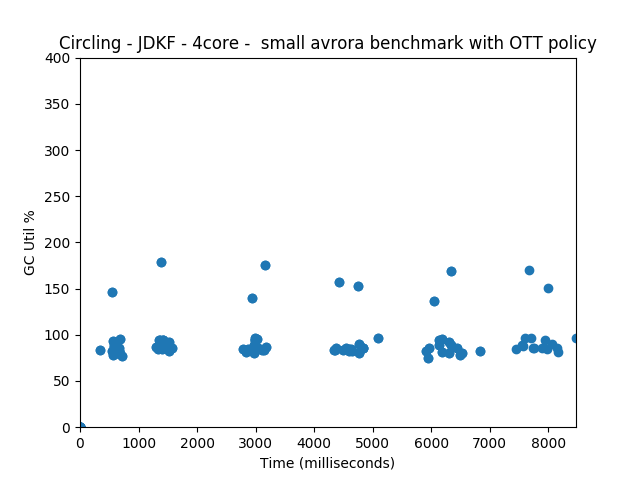 Circling - JDKF - 4core -  small avrora benchmark with OTT policy
400
350
300
250
200
150
100
50
0
GC Util %
0 1000 2000 3000 4000 5000 6000 7000 8000
Time (milliseconds)